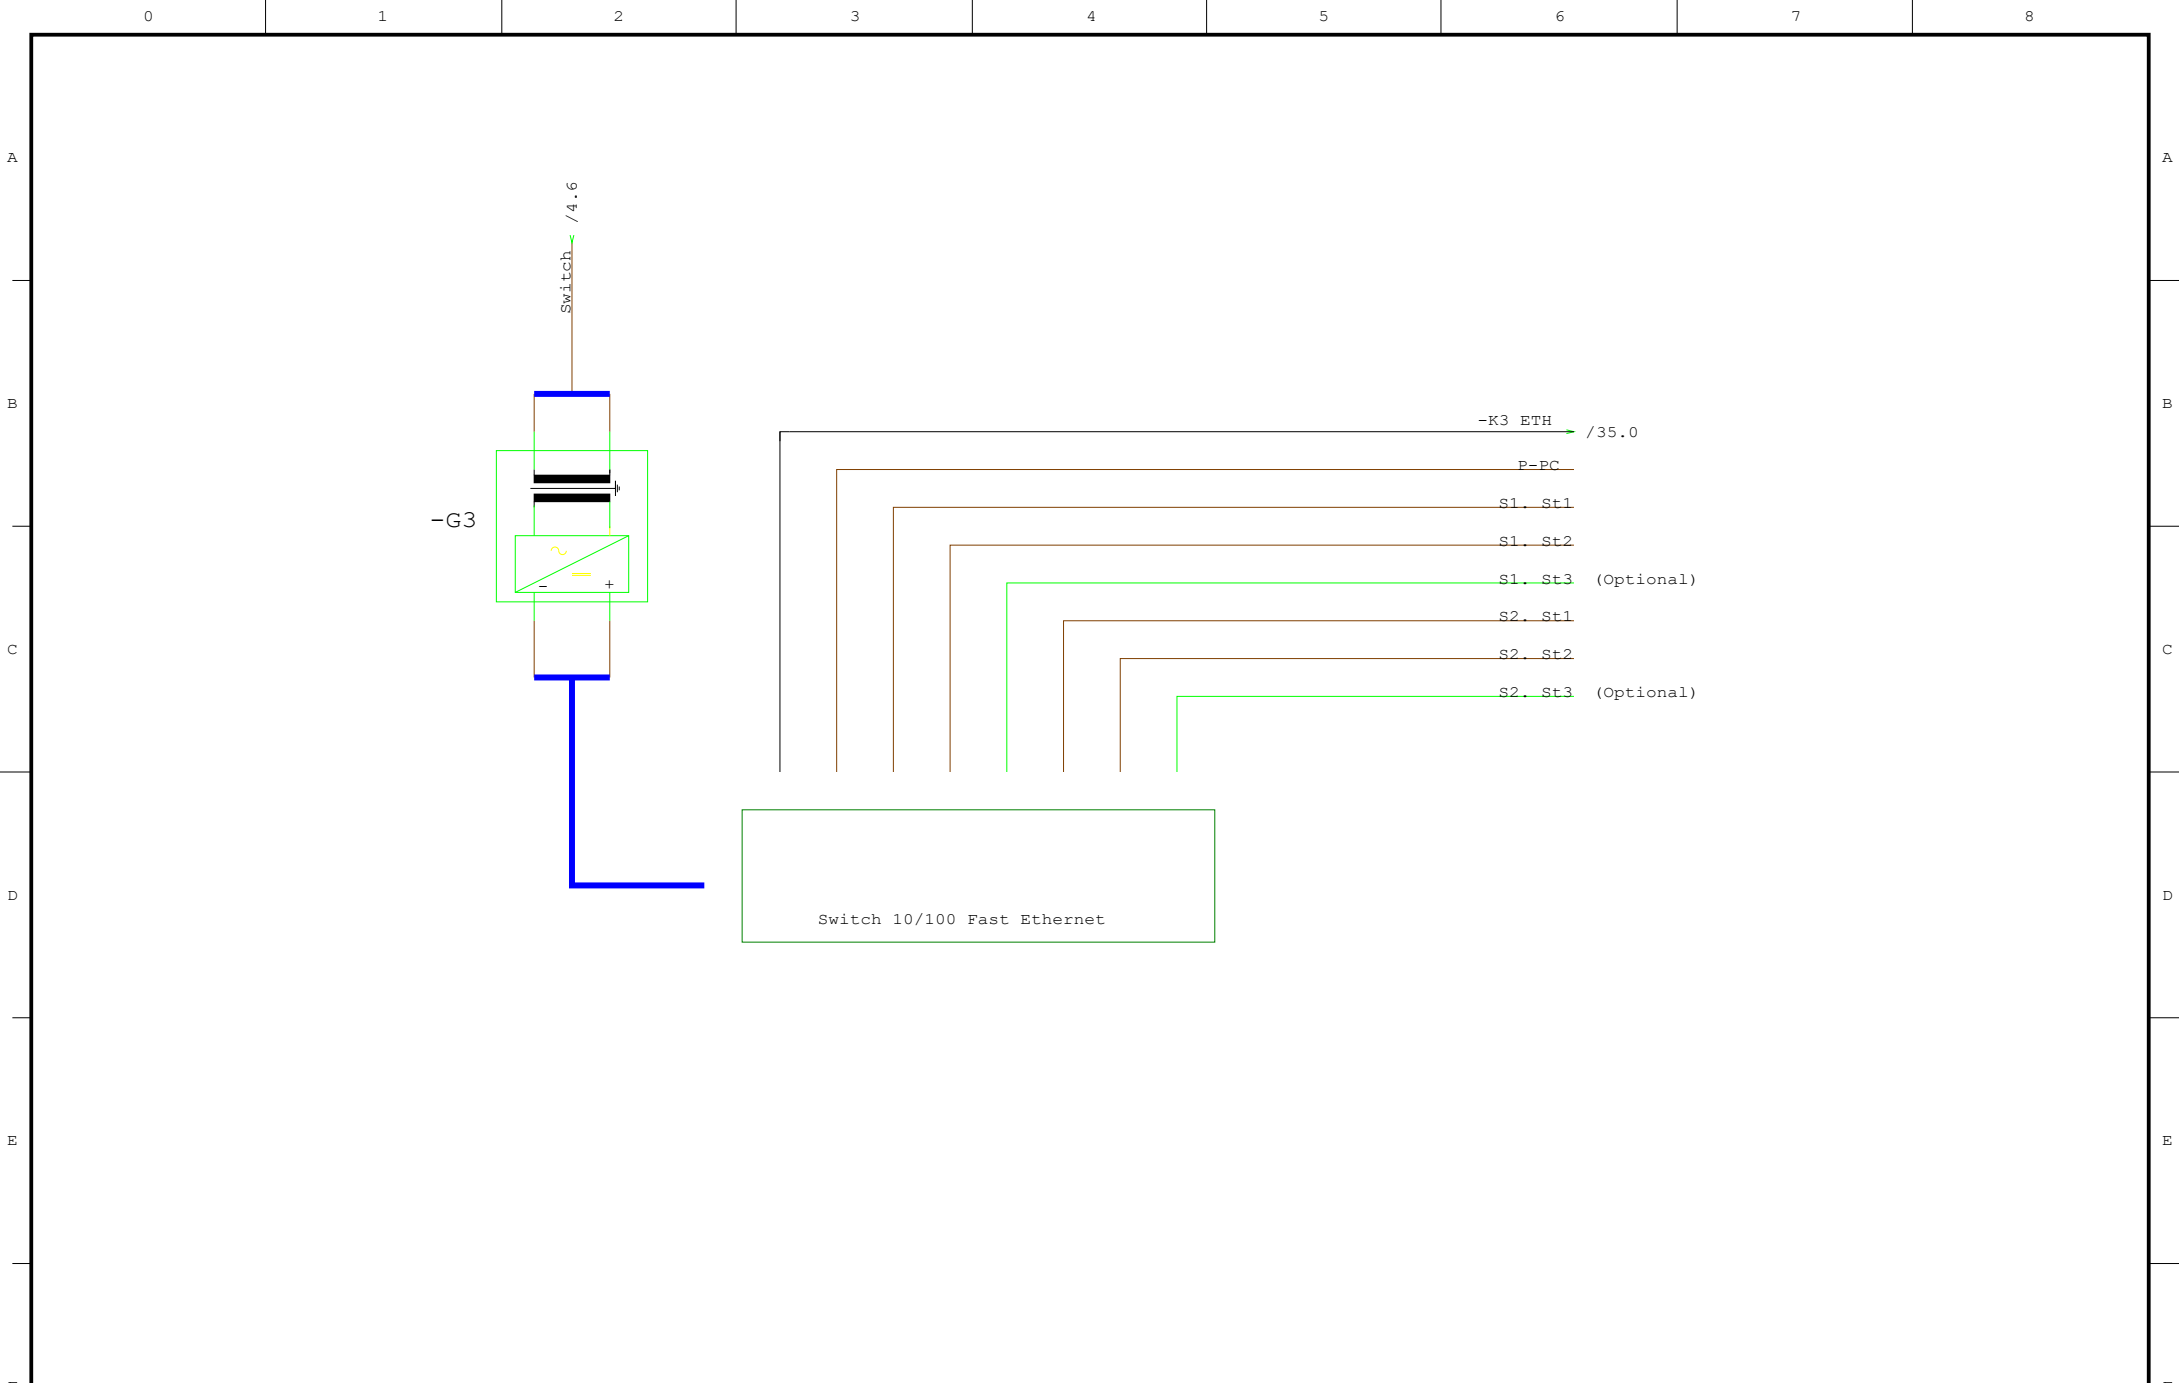 0 1 2 3 4 5 6 7 8
A A
/4.6
Switch
B B
-K3 ETH /35.0
P-PC
S1. St1
-G3
S1. St2
S1. St3 (Optional)
- +
S2. St1
C C
S2. St2
S2. St3 (Optional)
D D
Switch 10/100 Fast Ethernet
E E